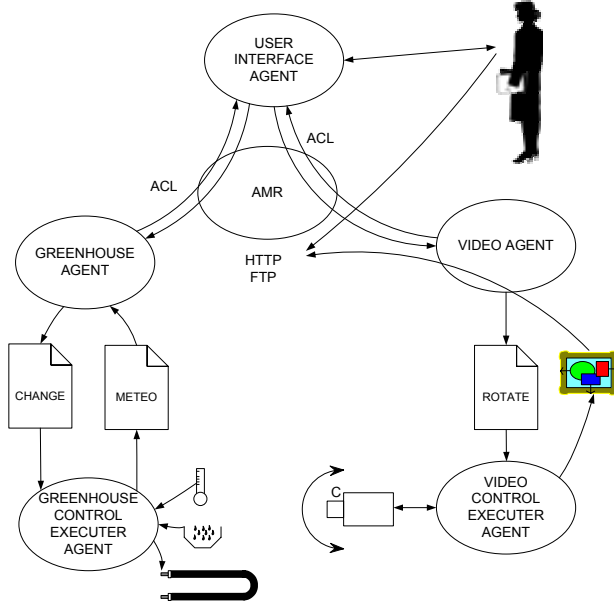 USER
INTERFACE
AGENT
ACL
ACL
AMR
GREENHOUSE
AGENT
VIDEO AGENT
HTTP
FTP
CHANGE
METEO
ROTATE
GREENHOUSE
CONTROL
EXECUTER
AGENT
C
VIDEO
CONTROL
EXECUTER
AGENT